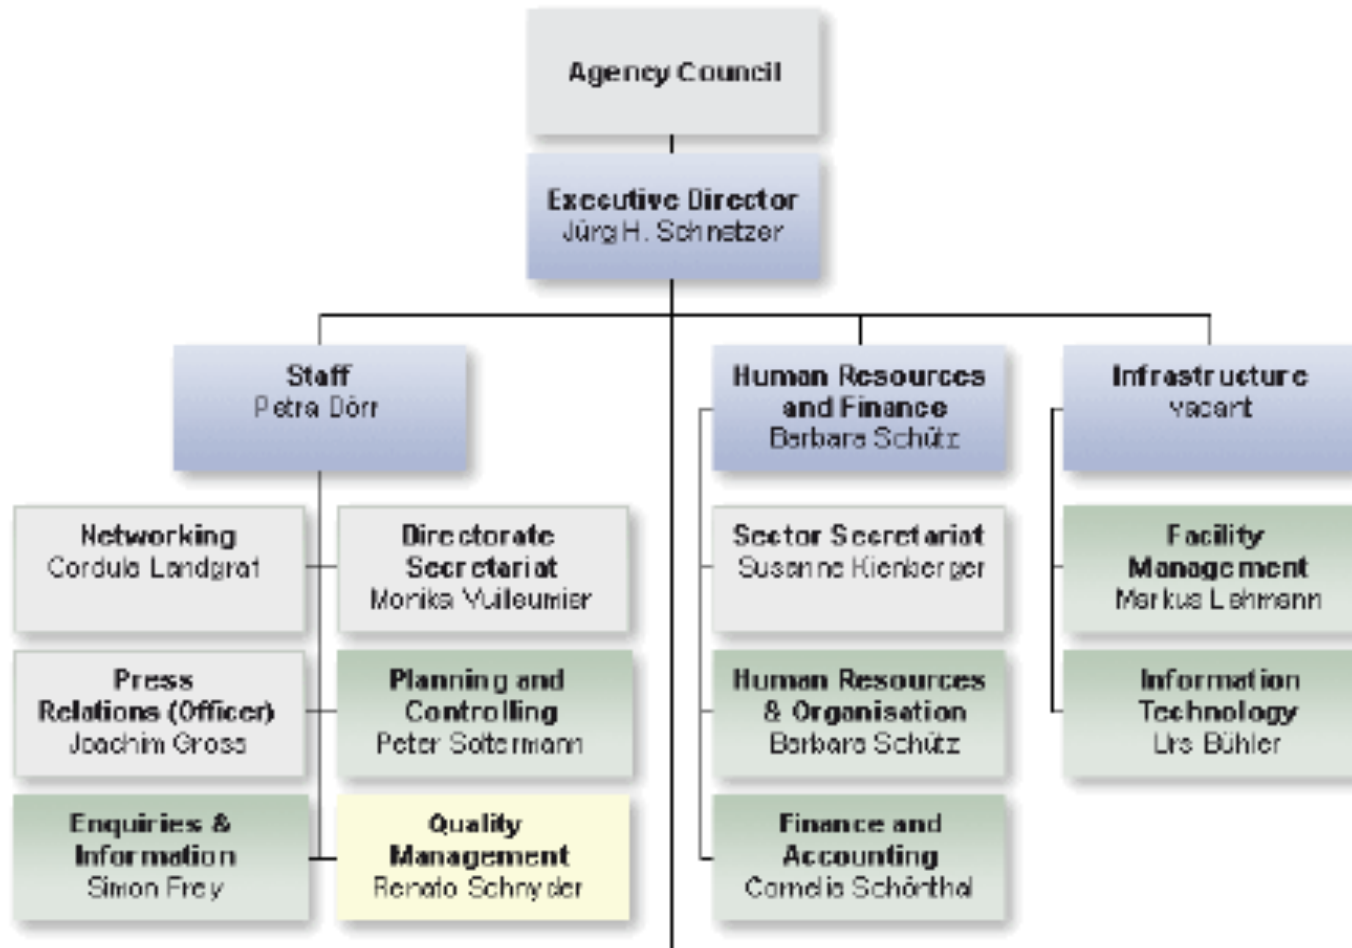 Agency Council
Executive Director
Jürg H. Schnetzer
Staff
Petra Dörr
Human Resources
and Finance
Barbara Schütz
Infrastructure
vacant
Networking
Cordula Landgraf
Directorate
Secretariat
Monika Vuilleumier
Sector Secretariat
Susanne Kienberger
Facility
Management
Markus Lehmann
Press
Relations (Officer)
Joachim Gross
Planning and
Controlling
Peter Soltermann
Human Resources
& Organisation
Barbara Schütz
Information
Technology
Urs Bühler
Enquiries &
Information
Simon Frey
Quality
Management
Renato Schnyder
Finance and
Accounting
Cornelia Schönthal